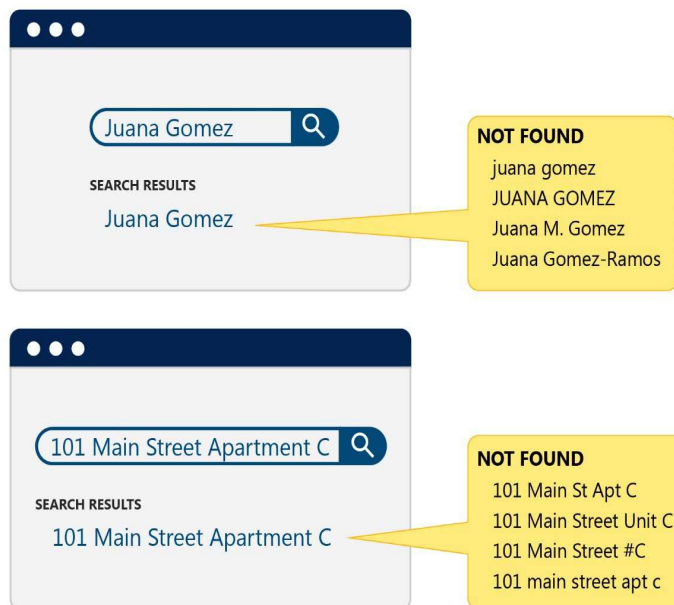 Juana Gomez
SEARCH RESULTS
Juana Gomez
NOT FOUND
juana gomez
JUANA GOMEZ
Juana M. Gomez
Juana Gomez-Ramos
101 Main Street Apartment C
SEARCH RESULTS
101 Main Street Apartment C
NOT FOUND
101 Main St Apt C
101 Main Street Unit C
101 Main Street #C
101 main street apt c